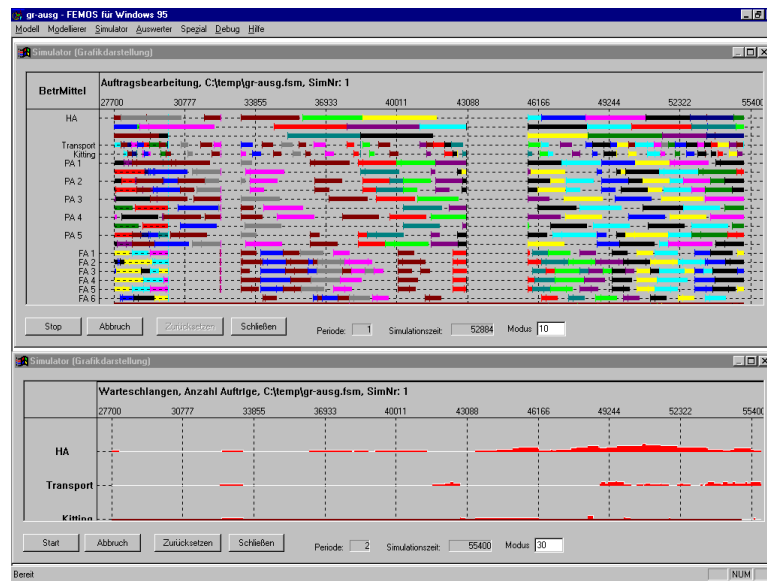 gr-ausg - FEMOS für Windows 95
Modell Modellierer Simulator Auswerter Spezial Debug Hilfe
Simulator (Grafikdarstellung)
BetrMittel
Auftragsbearbeitung, C:\temp\gr-ausg.fsm, SimNr: 1
27700 30777 33855 36933 40011 43088 46166 49244 52322 55400
HA
Transport
Kitting
PA 1
PA 2
PA 3
PA 4
PA 5
FA 1
FA 2
FA 3
FA 4
FA 5
FA 6
Stop Abbruch Zurücksetzen Schließen Periode: 1 Simulationszeit: 52884 Modus 10
Simulator (Grafikdarstellung)
Warteschlangen, Anzahl Auftrige, C:\temp\gr-ausg.fsm, SimNr: 1
27700 30777 33855 36933 40011 43088 46166 49244 52322 55400
HA
Transport
Kitting
Start Abbruch Zurücksetzen Schließen Periode: 2 Simulationszeit: 55400 Modus 30
Bereit NUM